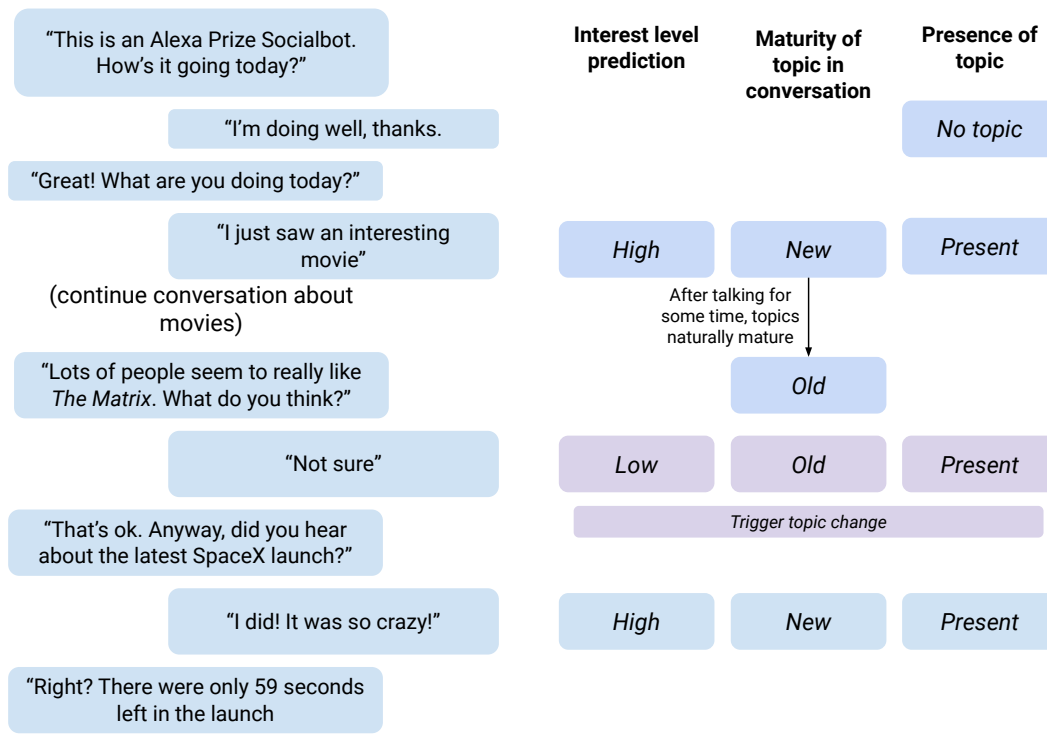 “This is an Alexa Prize Socialbot.
How’s it going today?”
Interest level
prediction
Maturity of
topic in
conversation
Presence of
topic
“I’m doing well, thanks.
No topic
“Great! What are you doing today?”
“I just saw an interesting
movie”
High
New
Present
(continue conversation about
movies)
After talking for
some time, topics
naturally mature
“Lots of people seem to really like
The Matrix. What do you think?”
Old
“Not sure”
Low
Old
Present
Trigger topic change
“That’s ok. Anyway, did you hear
about the latest SpaceX launch?”
“I did! It was so crazy!”
High
New
Present
“Right? There were only 59 seconds
left in the launch